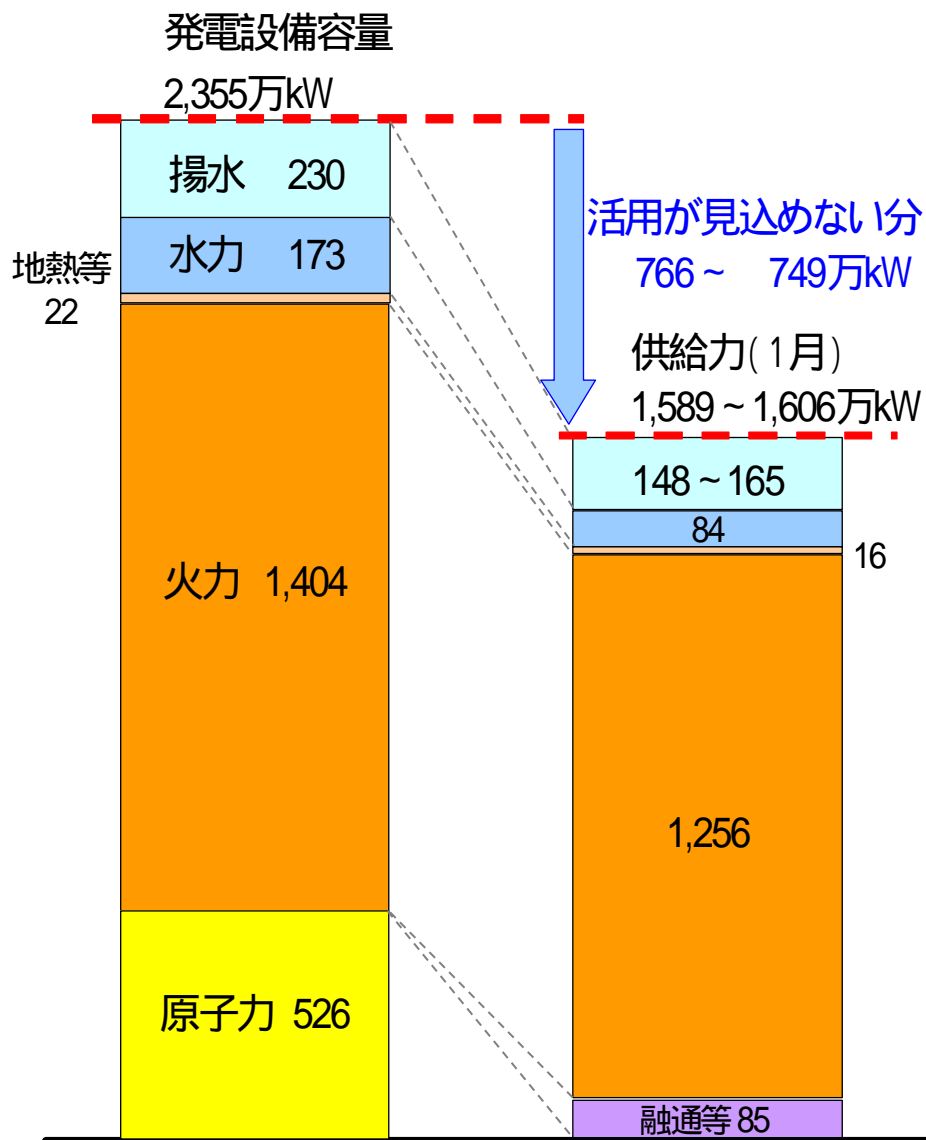 発電設備容量
2,355万kW
揚水 230
水力 173
地熱等
22
火力 1,404
原子力 526
活用が見込めない分
766～ 749万kW
供給力(1月)
1,589～1,606万kW
148～165
84
16
1,256
融通等 85